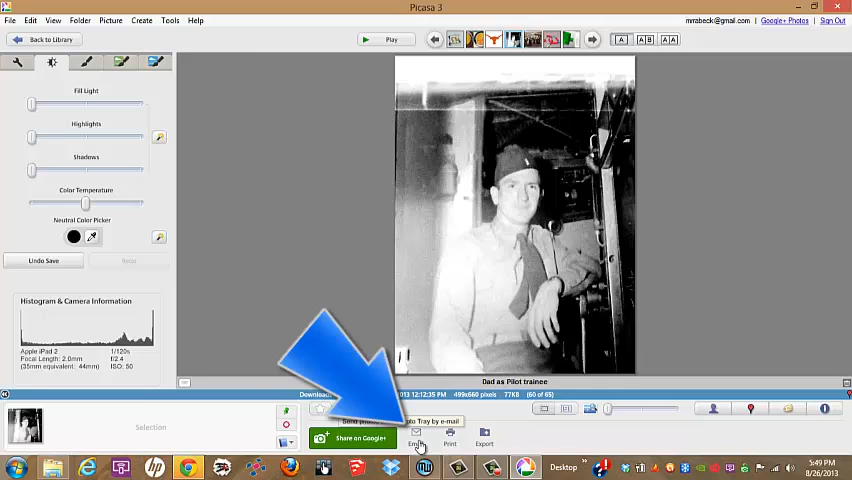 Picasa 3
File Edit View Folder Picture Create Tools Help
mrabeck@gmail.com Google+ Photos Sign Out
Back to Library
Play
A AB AA
Fill Light
Highlights
Shadows
Color Temperature
Neutral Color Picker
Undo Save Redo
Histogram & Camera Information
Apple iPad 2 1/120s
Focal Length: 2.0mm f/2.4
(35mm equivalent: 44mm) ISO: 50
Dad as Pilot trainee
2013 12:12:35 PM 499x660 pixels 77KB (60 of 65)
Selection
to Tray by e-mail
Share on Google+
Print Export
hp
Desktop
5:49 PM
8/26/2013